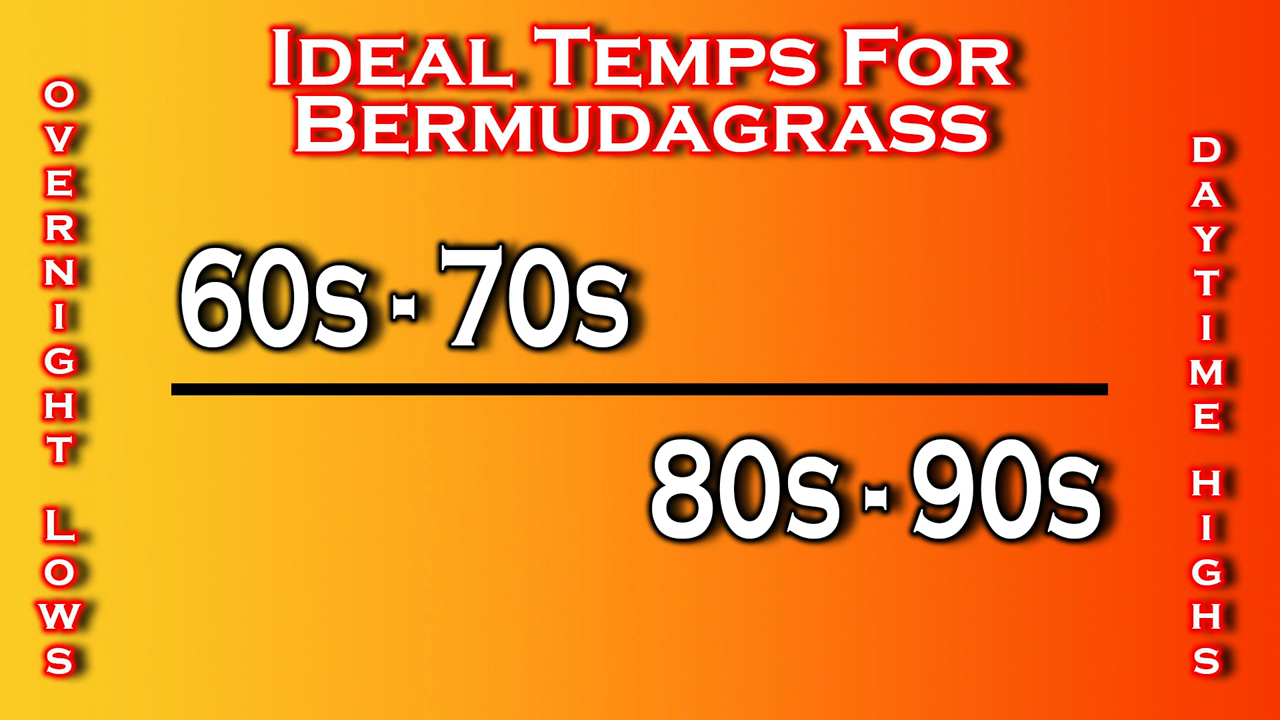 Ideal Temps For
Bermudagrass
Overnight Lows
60s - 70s
80s - 90s
Daytime Highs